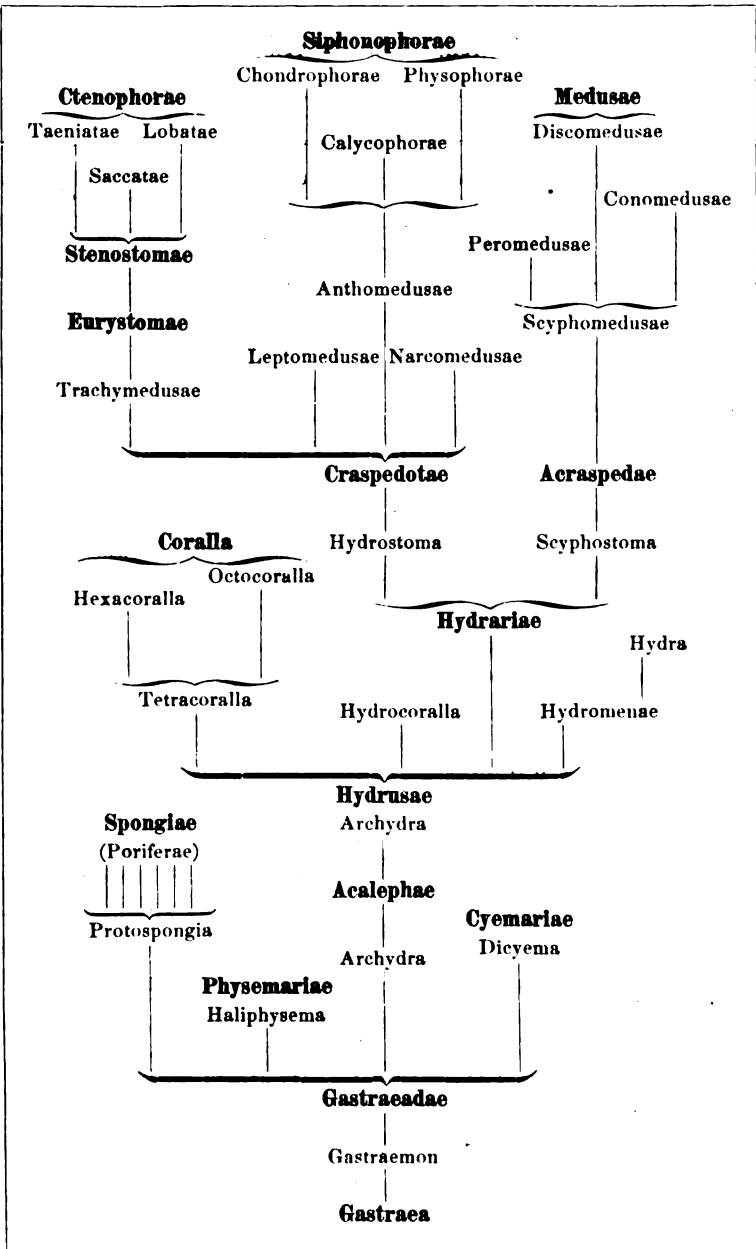 Siphonophorae
Chondrophorae Physophorae
Ctenophorae
Medusae
Taeniatae Lobatae
Discomedusae
Calycophorae
Saccatae
Conomedusae
Peromedusae
Stenostomae
Anthomedusae
Eurystomae
Scyphomedusae
Leptomedusae Narcomedusae
Trachymedusae
Craspedotae
Acraspedae
Coralla
Hydrostoma
Scyphostoma
Octocoralla
Hexacoralla
Hydrariae
Hydra
Tetracoralla
Hydrocoralla
Hydromenae
Hydrusae
Spongiae
Archydra
(Poriferae)
Acalephae
Cyemariae
Protospongia
Dicyema
Archydra
Physemariae
Haliphysema
Gastraeadae
Gastraemon
Gastraea